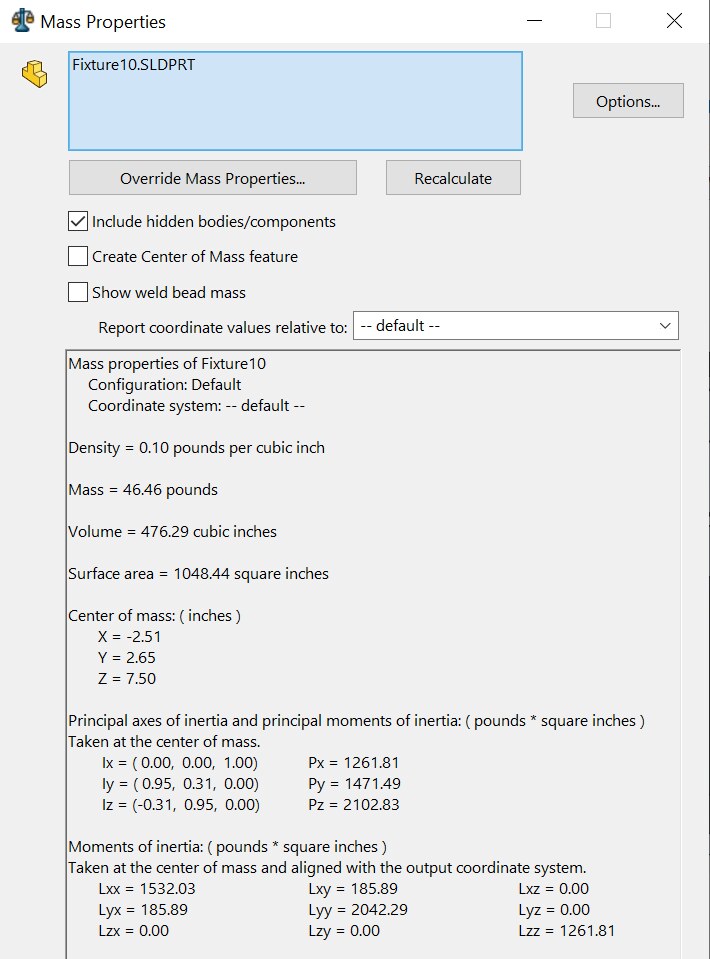 Mass Properties
Fixture10.SLDPRT
Options...
Override Mass Properties...
Recalculate
Include hidden bodies/components
Create Center of Mass feature
Show weld bead mass
Report coordinate values relative to: -- default --
Mass properties of Fixture10
Configuration: Default
Coordinate system: -- default --
Density = 0.10 pounds per cubic inch
Mass = 46.46 pounds
Volume = 476.29 cubic inches
Surface area = 1048.44 square inches
Center of mass: ( inches )
X = -2.51
Y = 2.65
Z = 7.50
Principal axes of inertia and principal moments of inertia: ( pounds * square inches )
Taken at the center of mass.
Ix = ( 0.00, 0.00, 1.00) Px = 1261.81
Iy = ( 0.95, 0.31, 0.00) Py = 1471.49
Iz = (-0.31, 0.95, 0.00) Pz = 2102.83
Moments of inertia: ( pounds * square inches )
Taken at the center of mass and aligned with the output coordinate system.
Lxx = 1532.03 Lxy = 185.89 Lxz = 0.00
Lyx = 185.89 Lyy = 2042.29 Lyz = 0.00
Lzx = 0.00 Lzy = 0.00 Lzz = 1261.81